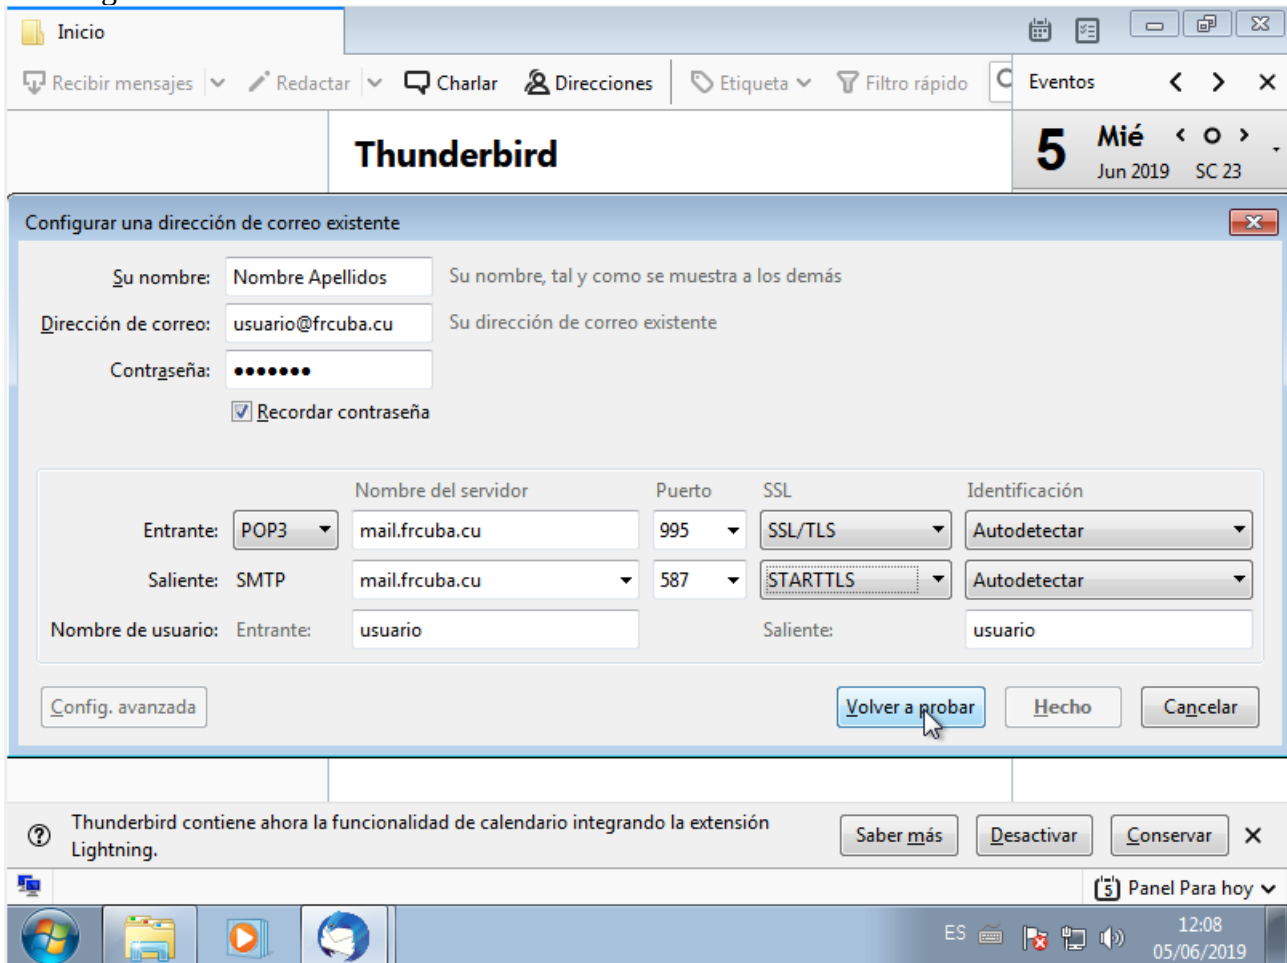 Inicio
Recibir mensajes
Redactar
Charlar
Direcciones
Etiqueta
Filtro rápido
Eventos
Thunderbird
5
Mié
Jun 2019 SC 23
Configurar una dirección de correo existente
Su nombre: Nombre Apellidos Su nombre, tal y como se muestra a los demás
Dirección de correo: usuario@frcuba.cu Su dirección de correo existente
Contraseña: •••••••
Recordar contraseña
Nombre del servidor Puerto SSL Identificación
Entrante: POP3 mail.frcuba.cu 995 SSL/TLS Autodetectar
Saliente: SMTP mail.frcuba.cu 587 STARTTLS Autodetectar
Nombre de usuario: Entrante: usuario Saliente: usuario
Config. avanzada Volver a probar Hecho Cancelar
Thunderbird contiene ahora la funcionalidad de calendario integrando la extensión
Lightning.
Saber más Desactivar Conservar
5 Panel Para hoy
ES
12:08
05/06/2019